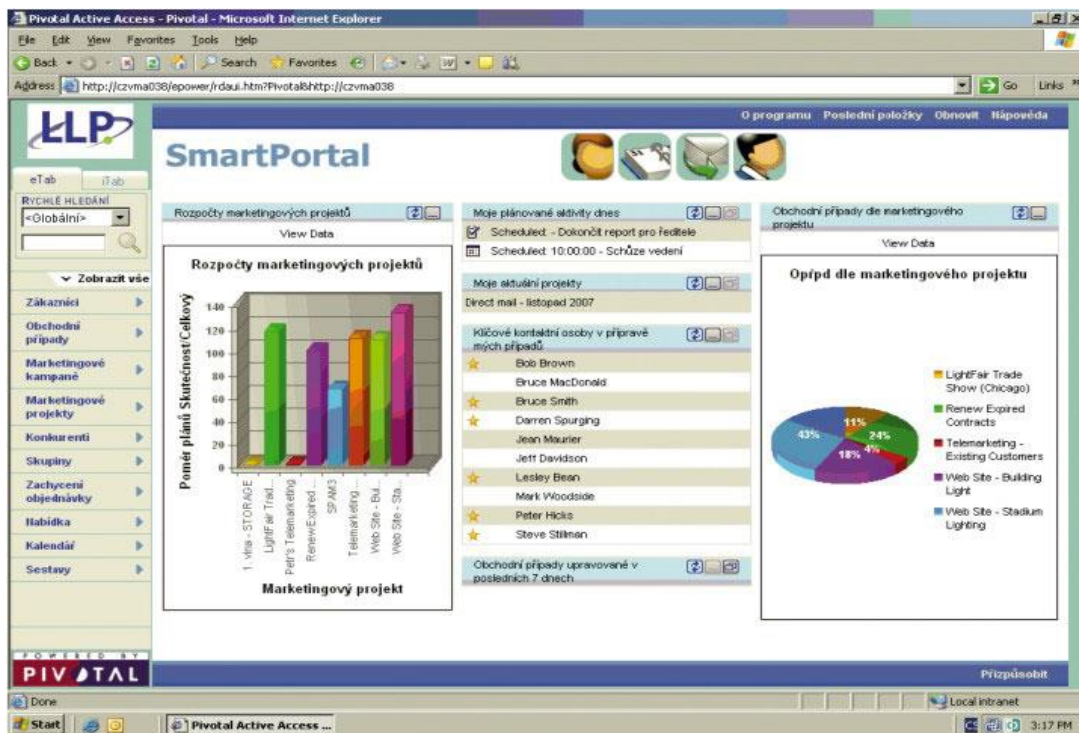 Pivotal Active Access - Pivotal - Microsoft Internet Explorer
File Edit View Favorites Tools Help
Back Search Favorites
Address http://czvma038/epower/rdaui.htm?Pivotal&http://czvma038 Go Links
LLP
O programu Poslední položky Obnovit Nápověda
SmartPortal
eTab iTab
RYCHLÉ HLEDÁNÍ
<Globální>
Zobrazit vše
Zákazníci
Obchodní
případy
Marketingové
kampaně
Marketingové
projekty
Konkurenti
Skupiny
Zachycení
objednávky
Nabídka
Kalendář
Sestavy
POWERED BY
PIVOTAL
Rozpočty marketingových projektů
View Data
Rozpočty marketingových projektů
Poměr plánů Skutečnost/Celkový
140
120
100
80
60
40
20
0
1. vlna - STORAGE
LightFair Trad...
Petr's Telemarketing
RenewExpired ...
SPAM3
Telemarketing ...
Web Site - Bui...
Web Site - Sta...
Marketingový projekt
Moje plánované aktivity dnes
Scheduled: - Dokončit report pro ředitele
Scheduled: 10:00:00 - Schůze vedení
Moje aktuální projekty
Direct mail - listopad 2007
Klíčové kontaktní osoby v přípravě
mých případů
Bob Brown
Bruce MacDonald
Bruce Smith
Darren Spurging
Jean Maurier
Jeff Davidson
Lesley Bean
Mark Woodside
Peter Hicks
Steve Stillman
Obchodní případy upravované v
posledních 7 dnech
Obchodní případy dle marketingového
projektu
View Data
Opřpd dle marketingového projektu
11%
24%
4%
18%
43%
LightFair Trade
Show (Chicago)
Renew Expired
Contracts
Telemarketing -
Existing Customers
Web Site - Building
Light
Web Site - Stadium
Lighting
Přizpůsobit
Done Local intranet
Start Pivotal Active Access ... CS 3:17 PM